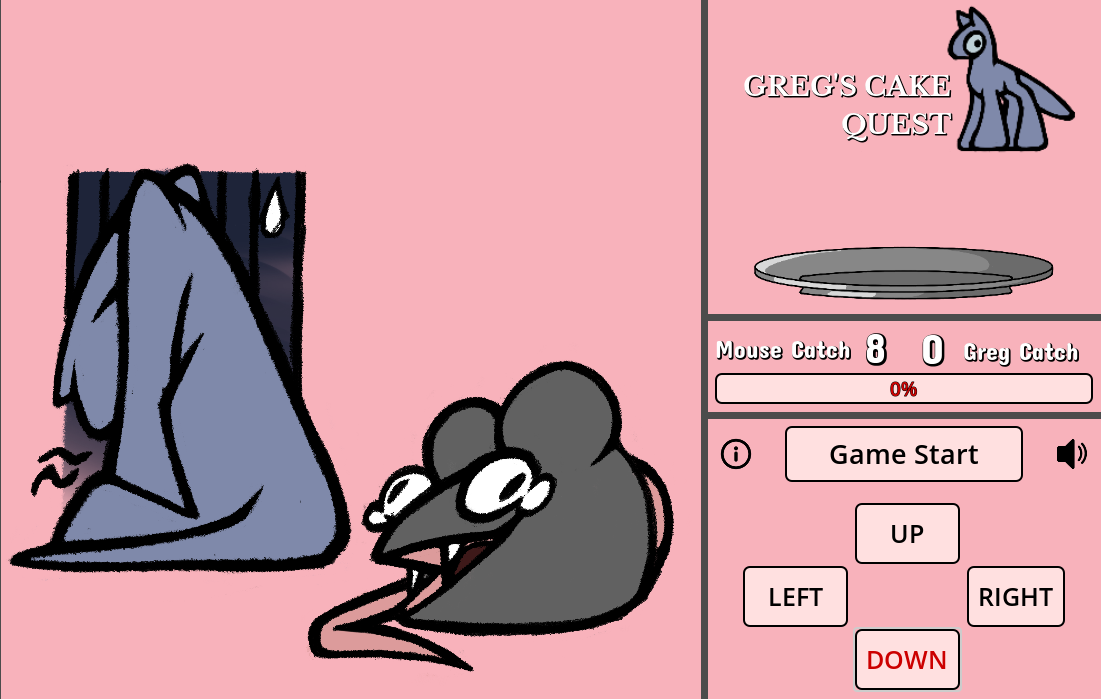 GREG'S CAKE
QUEST
Mouse Catch 8 0 Greg Catch
0%
Game Start
UP
LEFT RIGHT
DOWN